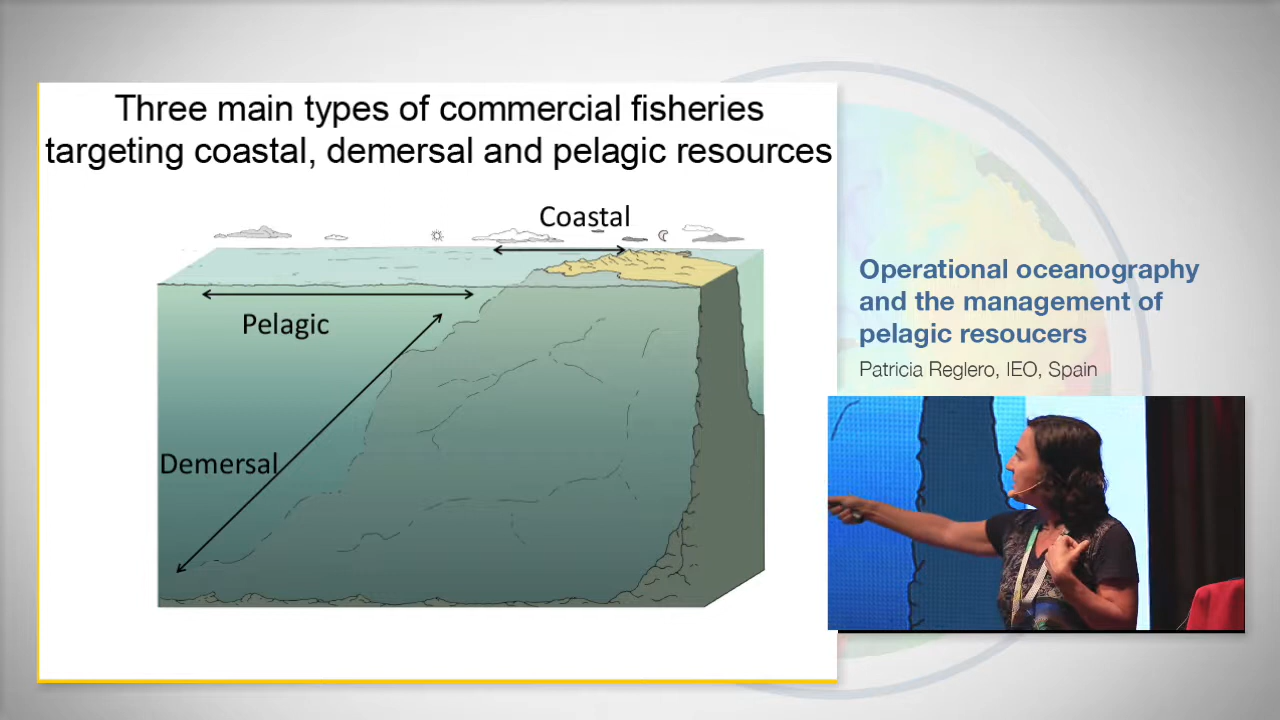 Three main types of commercial fisheries
targeting coastal, demersal and pelagic resources
Coastal
Pelagic
Demersal
Operational oceanography
and the management of
pelagic resoucers
Patricia Reglero, IEO, Spain